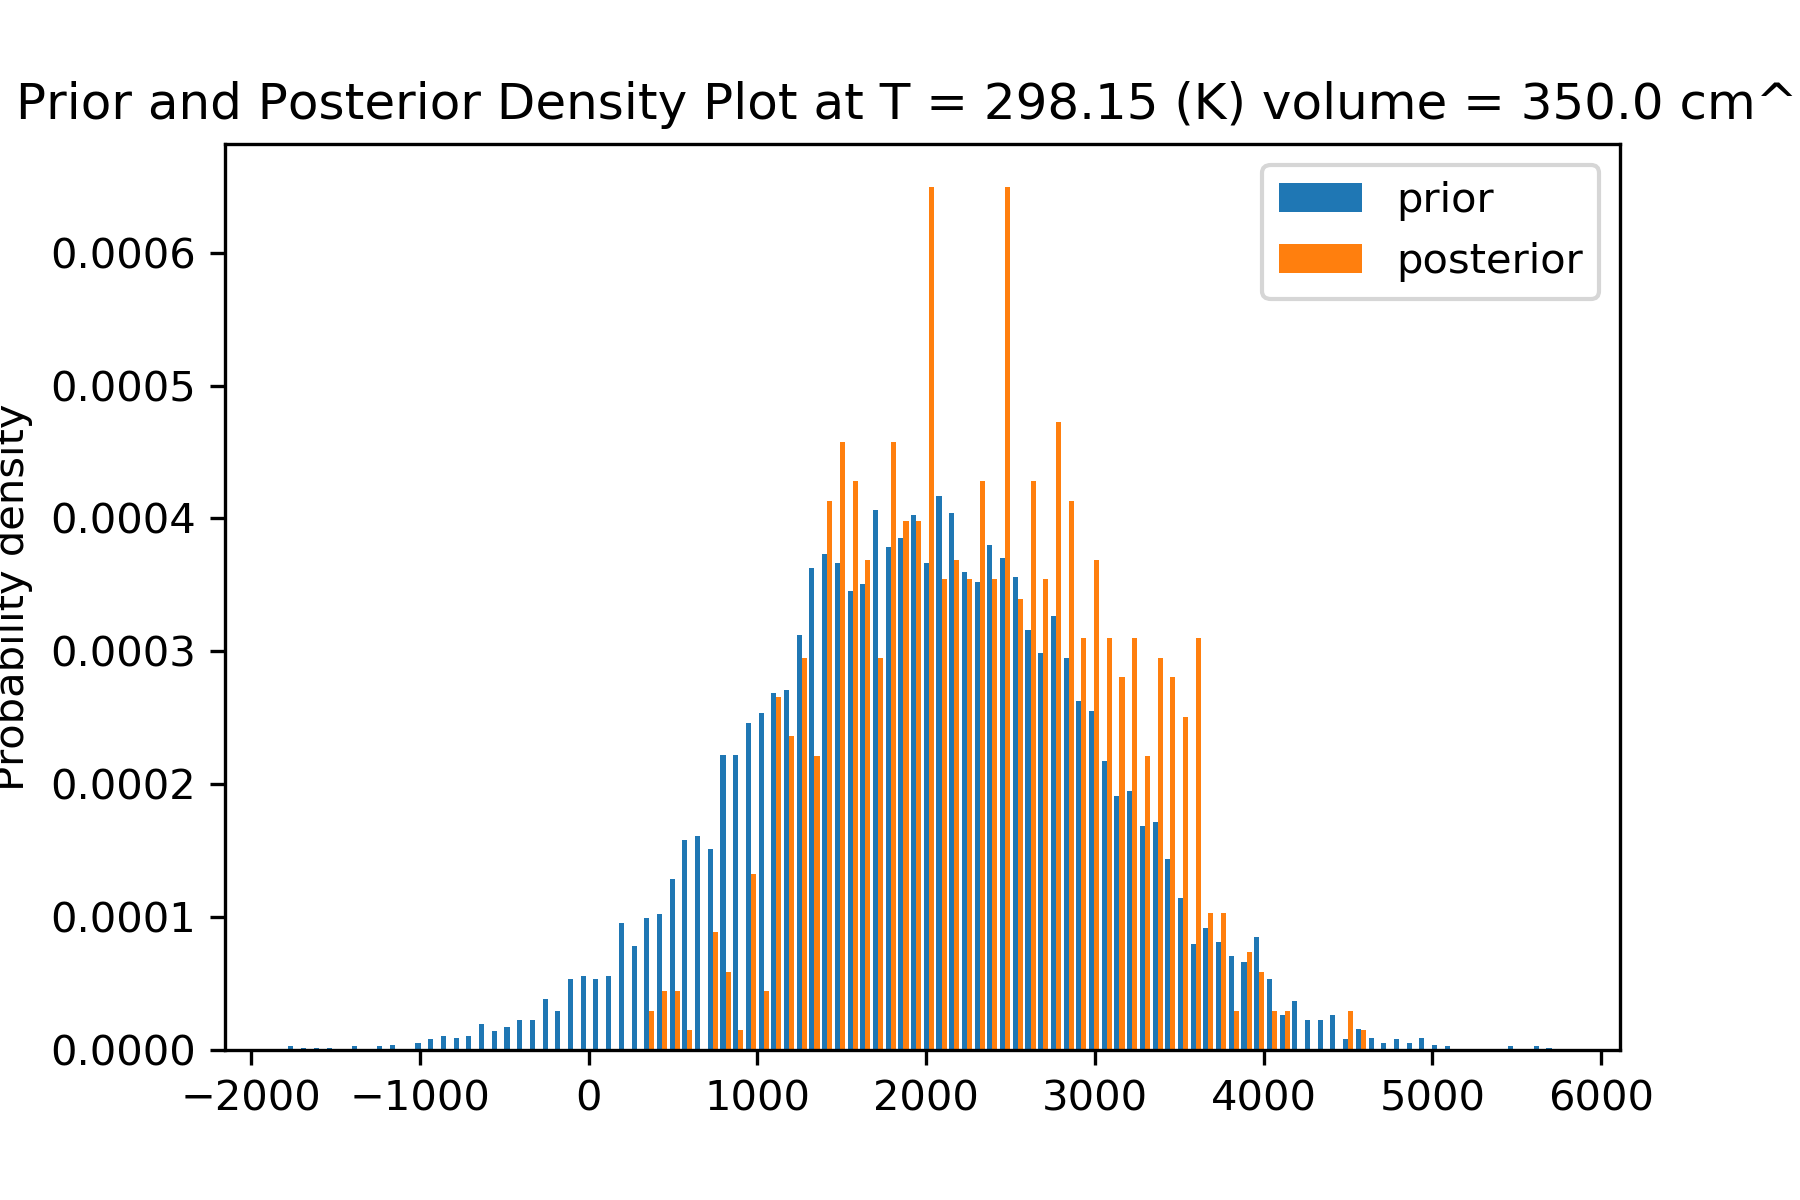 Prior and Posterior Density Plot at T = 298.15 (K) volume = 350.0 cm^
prior
posterior
Probability density
0.0006
0.0005
0.0004
0.0003
0.0002
0.0001
0.0000
−2000 −1000 0 1000 2000 3000 4000 5000 6000